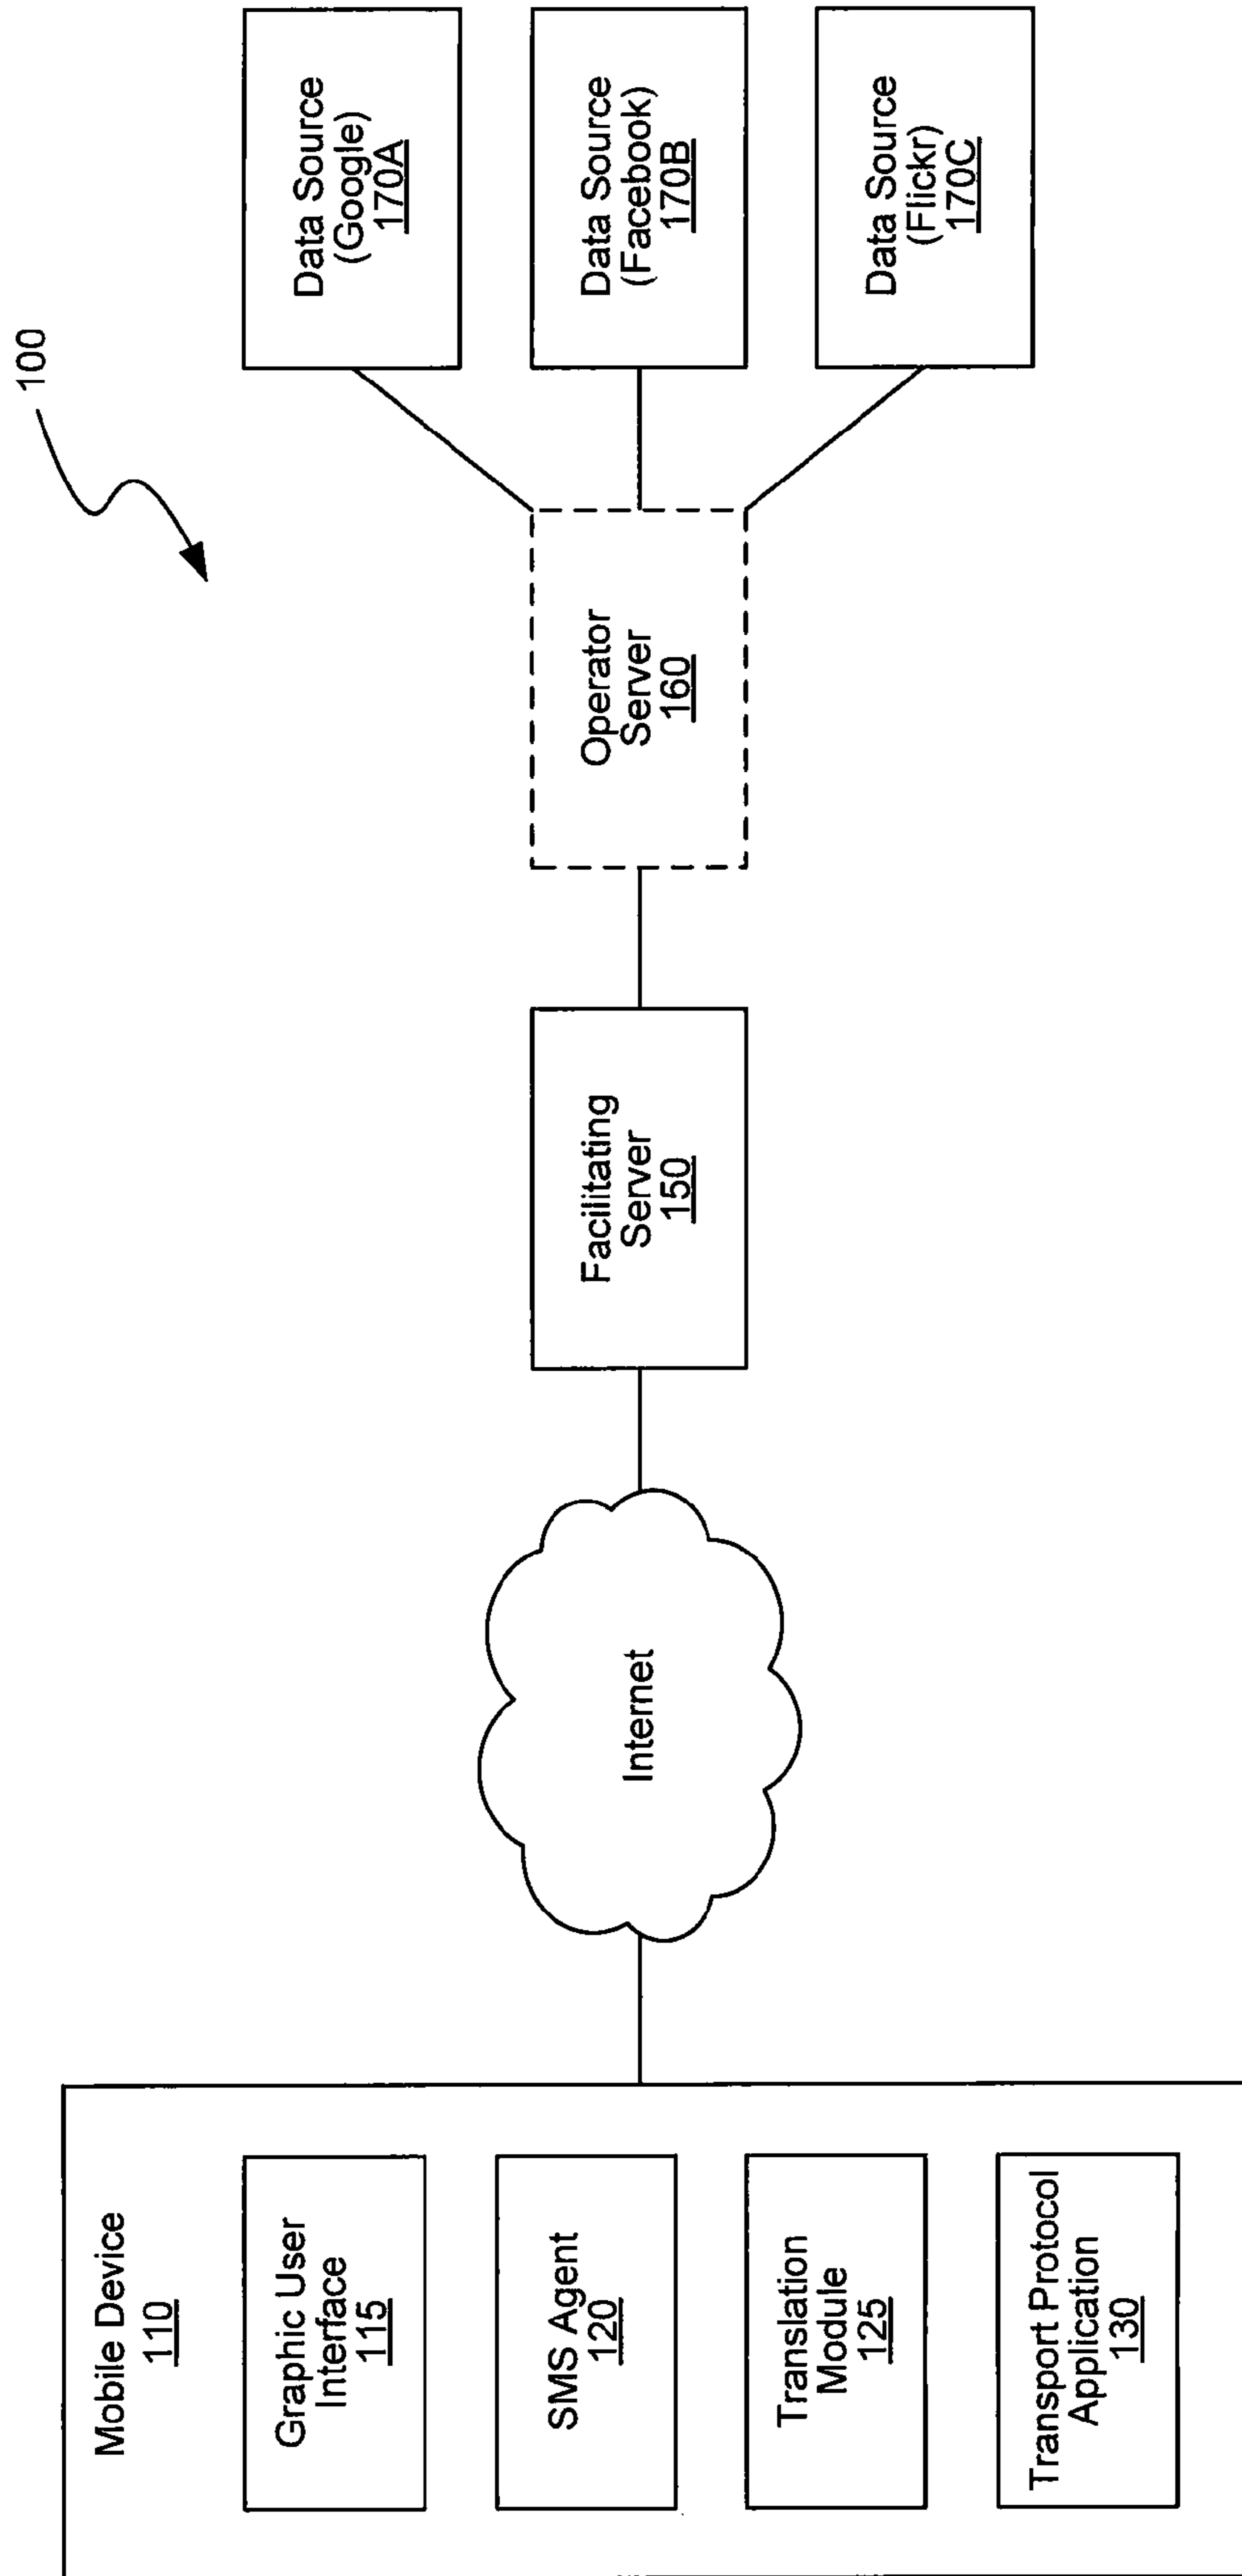 100
Mobile Device
110
Graphic User
Interface
115
SMS Agent
120
Translation
Module
125
Transport Protocol
Application
130
Internet
Facilitating
Server
150
Operator
Server
160
Data Source
(Google)
170A
Data Source
(Facebook)
170B
Data Source
(Flickr)
170C